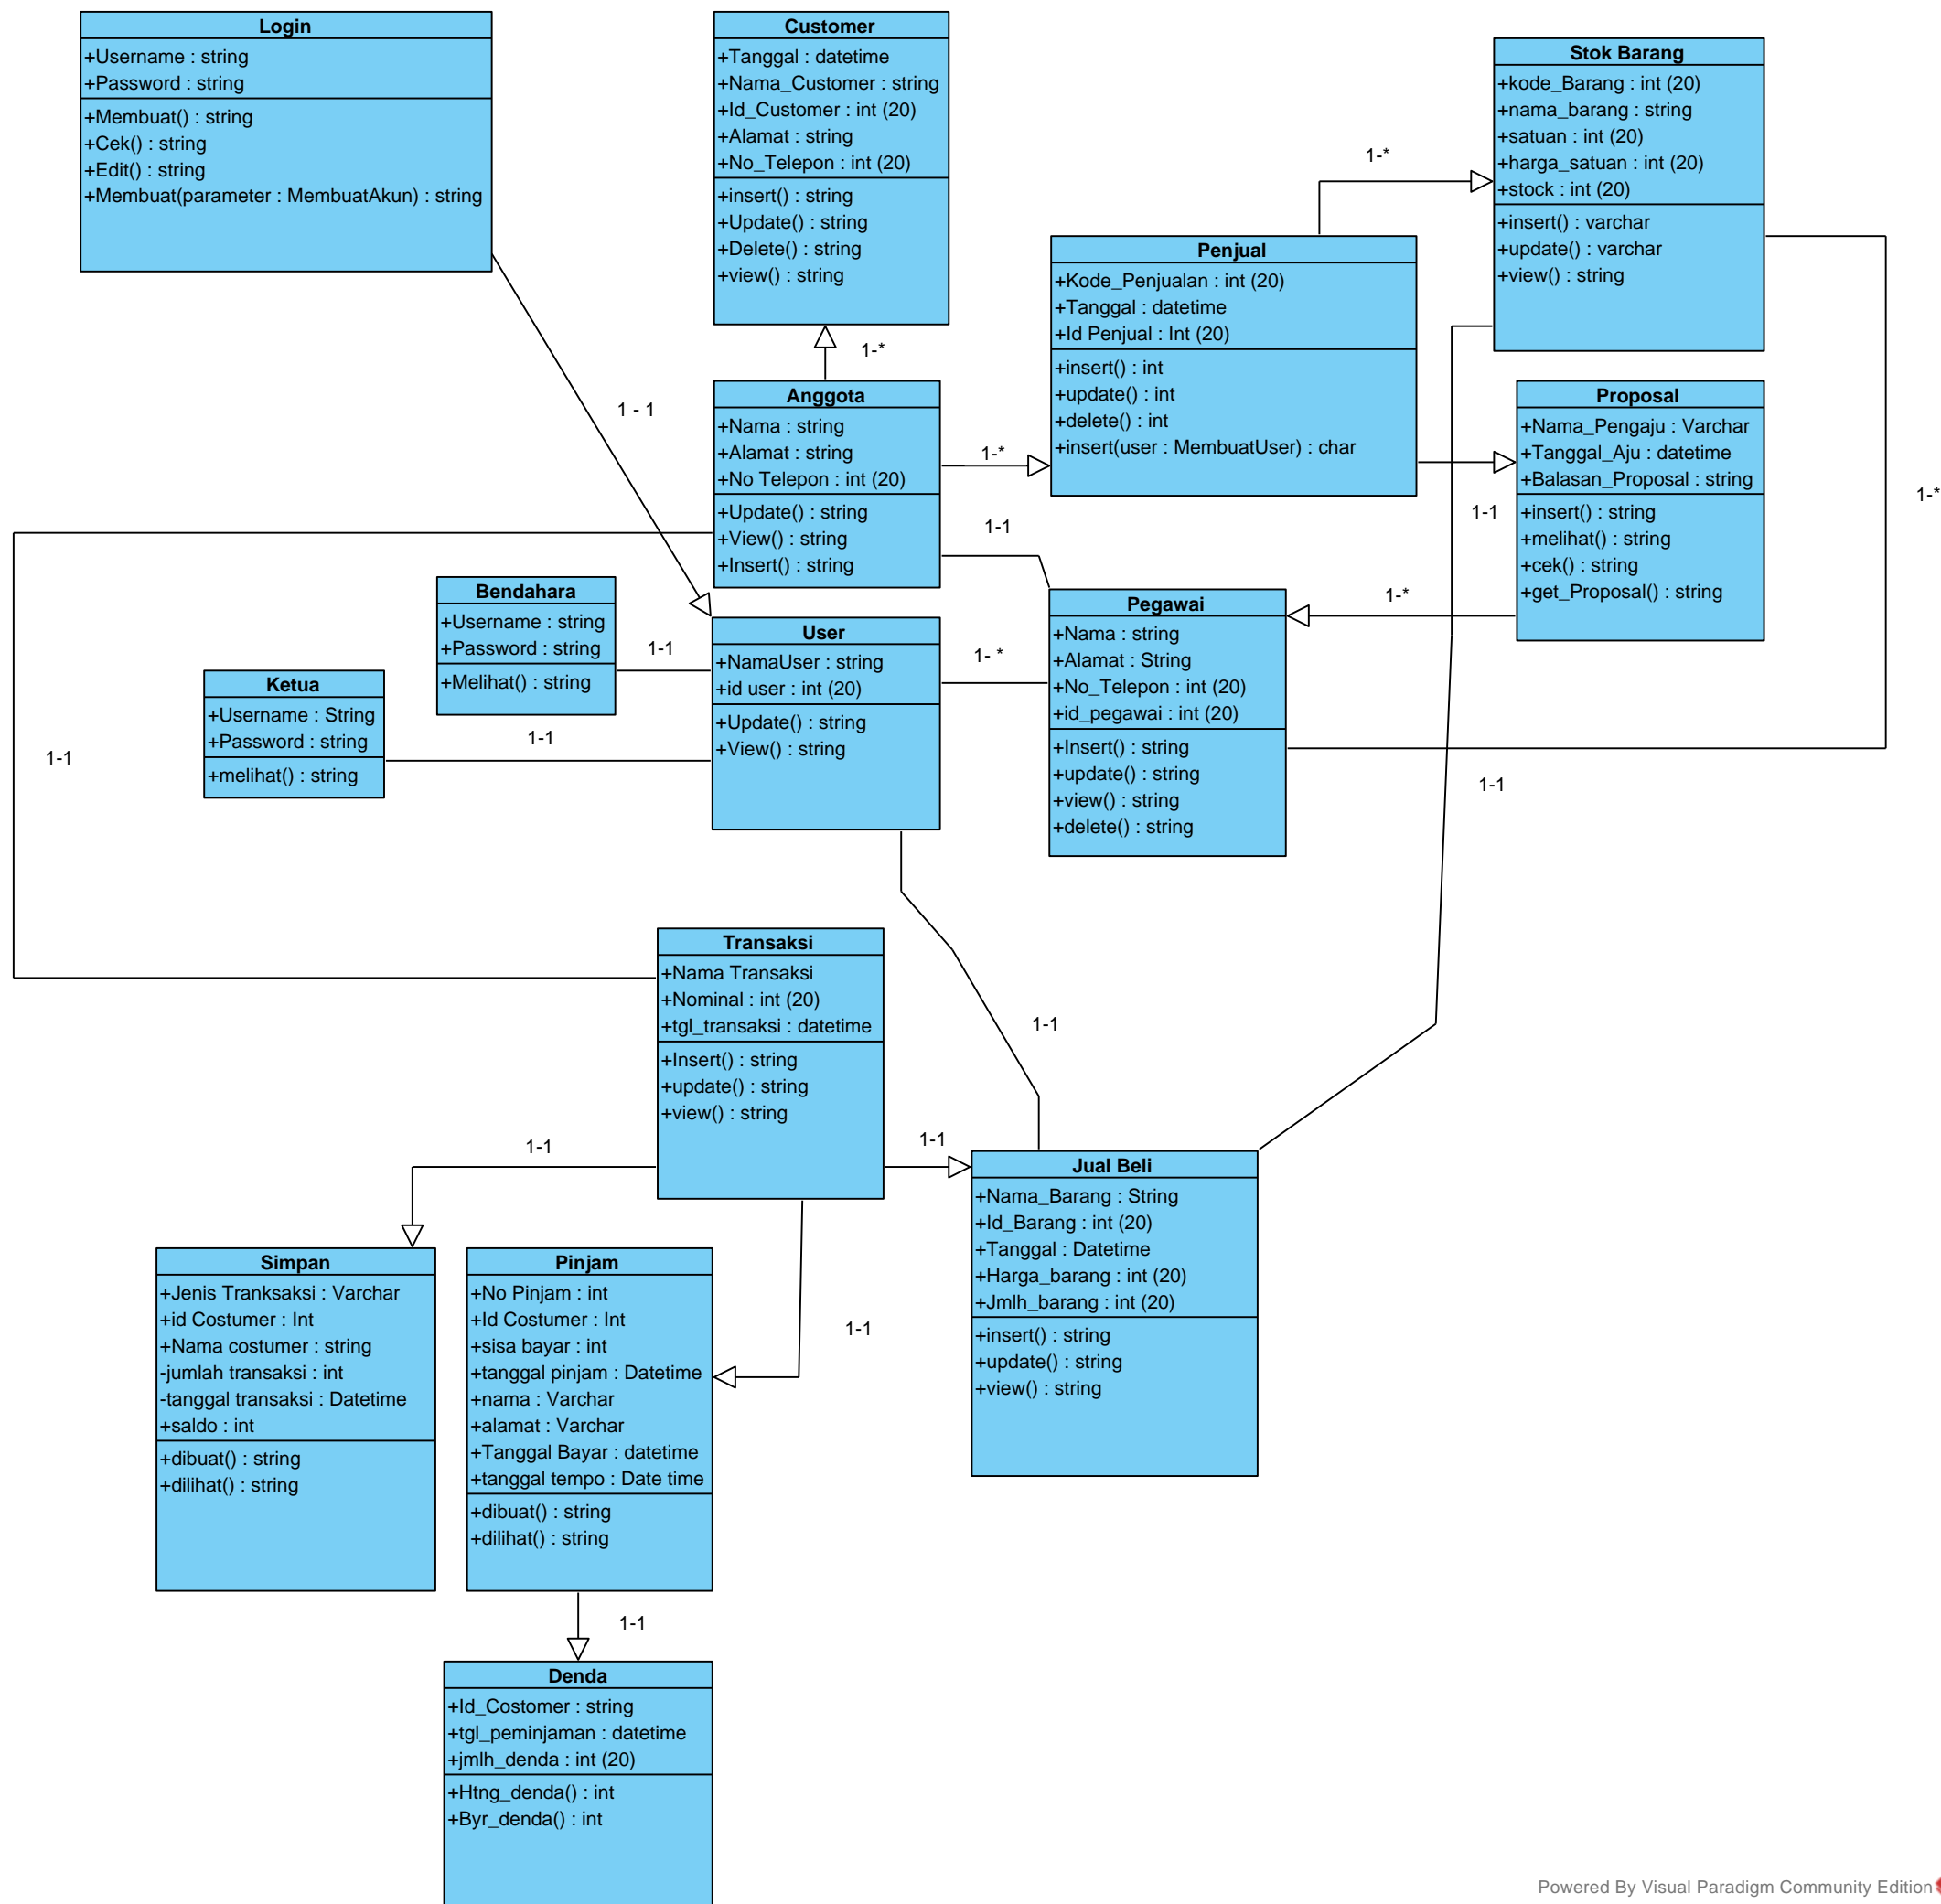 Login
+Username : string
+Password : string
+Membuat() : string
+Cek() : string
+Edit() : string
+Membuat(parameter : MembuatAkun) : string
Customer
+Tanggal : datetime
+Nama_Customer : string
+Id_Customer : int (20)
+Alamat : string
+No_Telepon : int (20)
+insert() : string
+Update() : string
+Delete() : string
+view() : string
Stok Barang
+kode_Barang : int (20)
+nama_barang : string
+satuan : int (20)
+harga_satuan : int (20)
+stock : int (20)
+insert() : varchar
+update() : varchar
+view() : string
1-*
Penjual
+Kode_Penjualan : int (20)
+Tanggal : datetime
+Id Penjual : Int (20)
+insert() : int
+update() : int
+delete() : int
+insert(user : MembuatUser) : char
1-*
1 - 1
Anggota
+Nama : string
+Alamat : string
+No Telepon : int (20)
+Update() : string
+View() : string
+Insert() : string
1-*
1-1
Proposal
+Nama_Pengaju : Varchar
+Tanggal_Aju : datetime
+Balasan_Proposal : string
+insert() : string
+melihat() : string
+cek() : string
+get_Proposal() : string
1-1
1-*
1-*
Bendahara
+Username : string
+Password : string
+Melihat() : string
1-1
User
+NamaUser : string
+id user : int (20)
+Update() : string
+View() : string
1- *
Pegawai
+Nama : string
+Alamat : String
+No_Telepon : int (20)
+id_pegawai : int (20)
+Insert() : string
+update() : string
+view() : string
+delete() : string
Ketua
+Username : String
+Password : string
+melihat() : string
1-1
1-1
1-1
Transaksi
+Nama Transaksi
+Nominal : int (20)
+tgl_transaksi : datetime
+Insert() : string
+update() : string
+view() : string
1-1
1-1
1-1
Jual Beli
+Nama_Barang : String
+Id_Barang : int (20)
+Tanggal : Datetime
+Harga_barang : int (20)
+Jmlh_barang : int (20)
+insert() : string
+update() : string
+view() : string
Simpan
+Jenis Tranksaksi : Varchar
+id Costumer : Int
+Nama costumer : string
-jumlah transaksi : int
-tanggal transaksi : Datetime
+saldo : int
+dibuat() : string
+dilihat() : string
Pinjam
+No Pinjam : int
+Id Costumer : Int
+sisa bayar : int
+tanggal pinjam : Datetime
+nama : Varchar
+alamat : Varchar
+Tanggal Bayar : datetime
+tanggal tempo : Date time
+dibuat() : string
+dilihat() : string
1-1
1-1
Denda
+Id_Costomer : string
+tgl_peminjaman : datetime
+jmlh_denda : int (20)
+Htng_denda() : int
+Byr_denda() : int
Powered By Visual Paradigm Community Edition